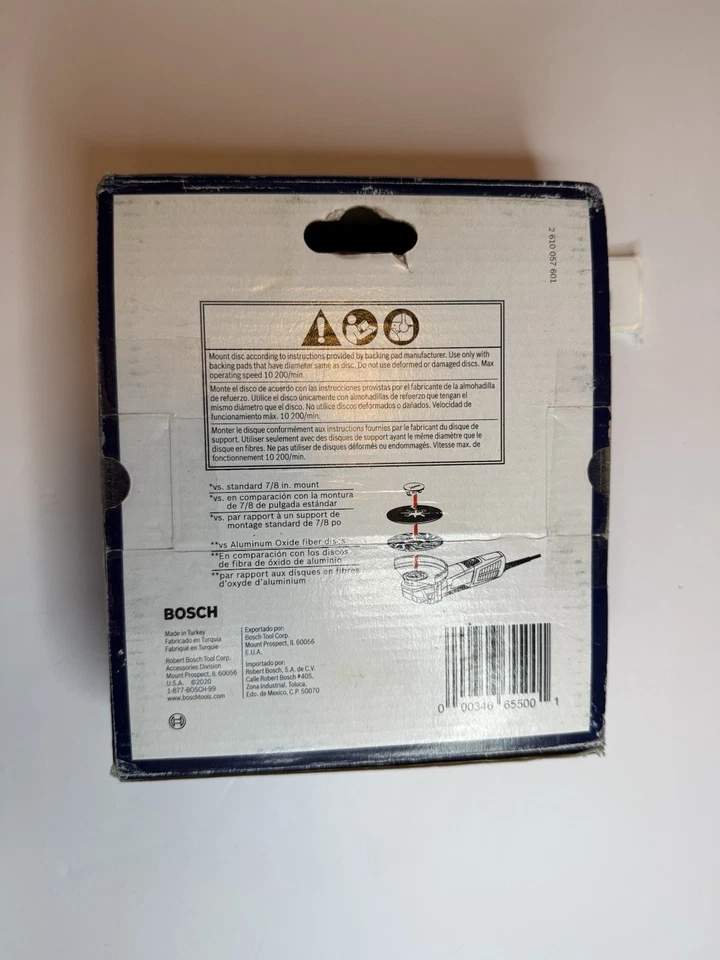 2 610 057 601
Mount disc according to instructions provided by backing pad manufacturer. Use only with
backing pads that have diameter same as disc. Do not use deformed or damaged discs. Max
operating speed 10 200/min.
Monte el disco de acuerdo con las instrucciones provistas por el fabricante de la almohadilla
de refuerzo. Utilice el disco únicamente con almohadillas de refuerzo que tengan el
mismo diámetro que el disco. No utilice discos deformados o dañados. Velocidad de
funcionamiento máx. 10 200/min.
Monter le disque conformément aux instructions fournies par le fabricant du disque de
support. Utiliser seulement avec des disques de support ayant le même diamètre que le
disque en fibres. Ne pas utiliser de disques déformés ou endommagés. Vitesse max. de
fonctionnement 10 200/min.
*vs. standard 7/8 in. mount
*vs. en comparación con la montura
de 7/8 de pulgada estándar
*vs. par rapport à un support de
montage standard de 7/8 po
**vs Aluminum Oxide fiber discs
**En comparación con los discos
de fibra de óxido de aluminio
**par rapport aux disques en fibres
d'oxyde d'aluminium
BOSCH
Made in Turkey
Fabricado en Turquía
Fabriqué en Turquie
Robert Bosch Tool Corp.
Accessories Division
Mount Prospect, IL 60056
U.S.A. ©2020
1-877-BOSCH-99
www.boschtools.com
Exportado por:
Bosch Tool Corp.
Mount Prospect, IL 60056
E.U.A.
Importado por:
Robert Bosch, S.A. de C.V.
Calle Robert Bosch #405,
Zona Industrial, Toluca,
Edo. de México, C.P. 50070
0 00346 65500 1